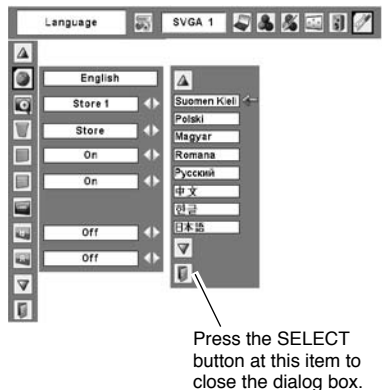 Language
SVGA 1
English
Store 1
Store
On
On
Off
Off
Suomen Kieli
Polski
Magyar
Romana
Русский
中文
한글
日本語
Press the SELECT
button at this item to
close the dialog box.